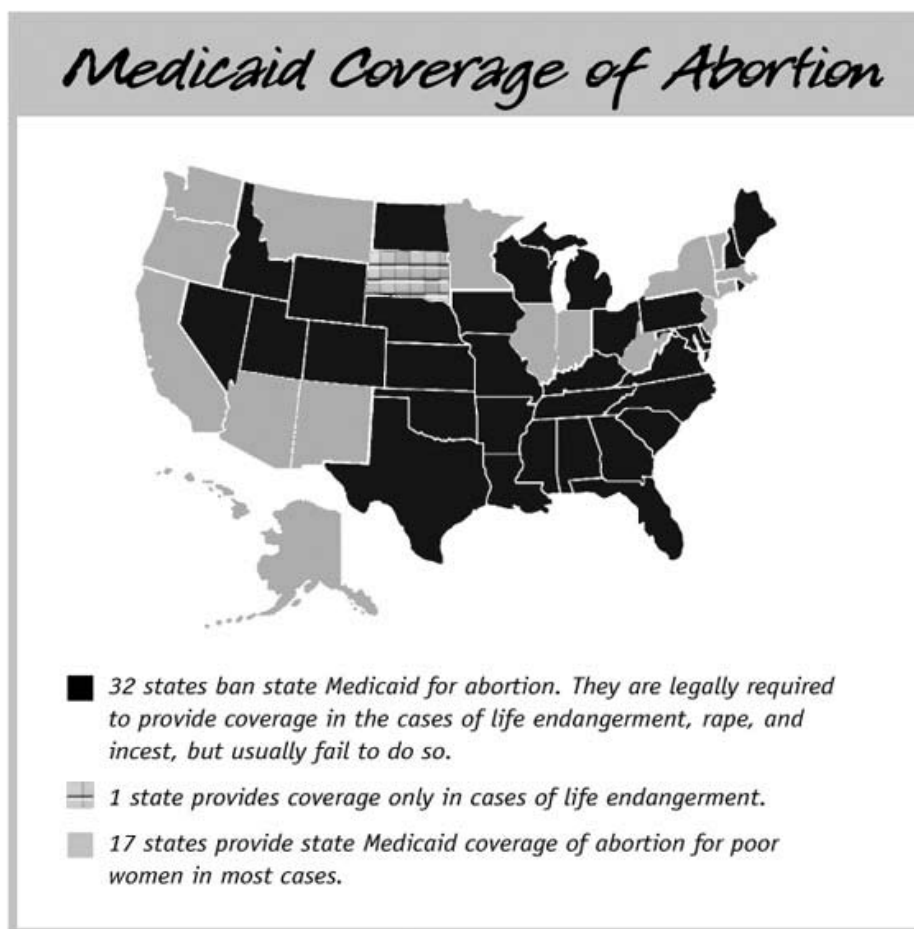 Medicaid Coverage of Abortion
32 states ban state Medicaid for abortion. They are legally required
to provide coverage in the cases of life endangerment, rape, and
incest, but usually fail to do so.
1 state provides coverage only in cases of life endangerment.
17 states provide state Medicaid coverage of abortion for poor
women in most cases.